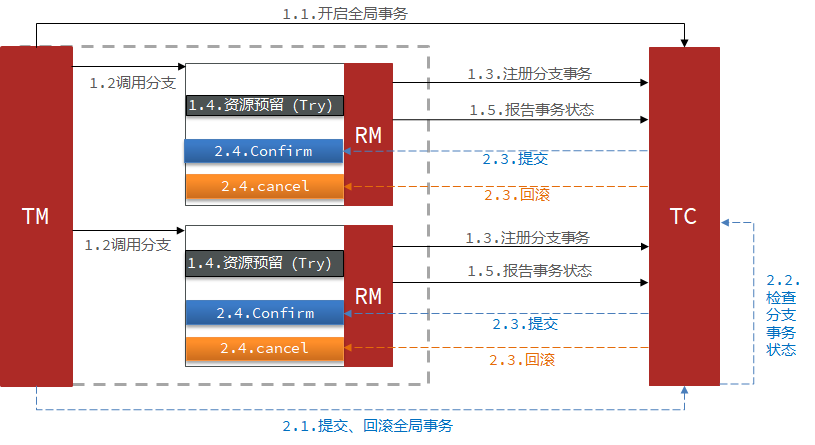 1.1.开启全局事务
TM
1.2调用分支
1.4.资源预留（Try）
2.4.Confirm
2.4.cancel
RM
1.3.注册分支事务
1.5.报告事务状态
2.3.提交
2.3.回滚
1.2调用分支
1.4.资源预留（Try）
2.4.Confirm
2.4.cancel
RM
1.3.注册分支事务
1.5.报告事务状态
2.3.提交
2.3.回滚
TC
2.2.
检查
分支
事务
状态
2.1.提交、回滚全局事务